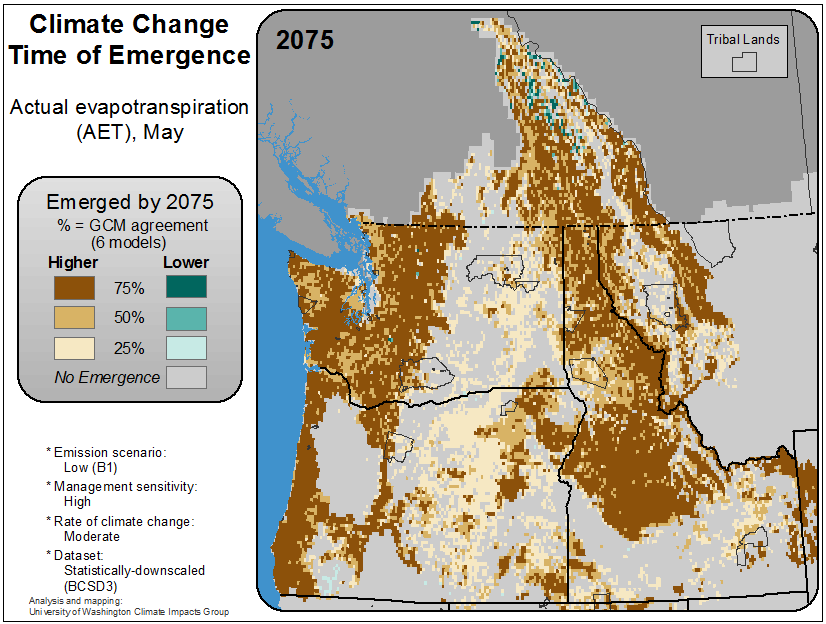 Climate Change
Time of Emergence
Actual evapotranspiration
(AET), May
Emerged by 2075
% = GCM agreement
(6 models)
Higher Lower
75%
50%
25%
No Emergence
* Emission scenario:
Low (B1)
* Management sensitivity:
High
* Rate of climate change:
Moderate
* Dataset:
Statistically-downscaled
(BCSD3)
Analysis and mapping:
University of Washington Climate Impacts Group
2075
Tribal Lands